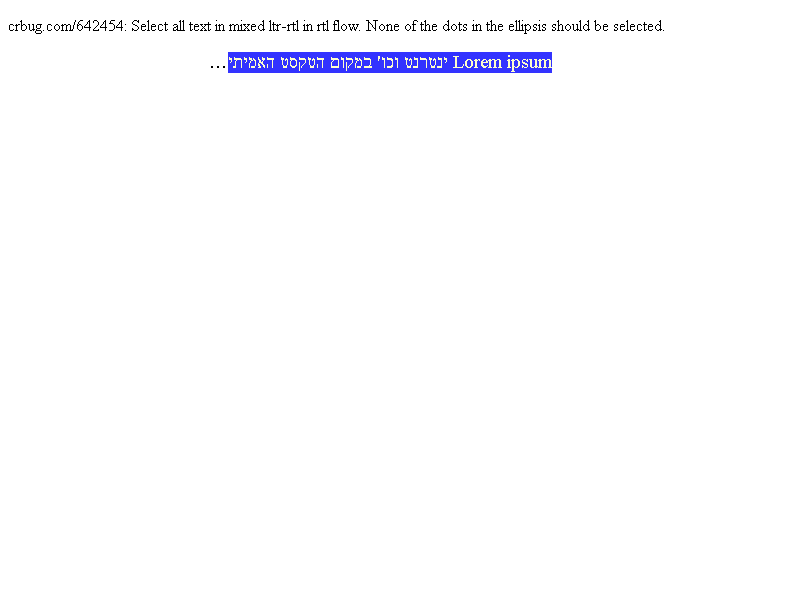 crbug.com/642454: Select all text in mixed ltr-rtl in rtl flow. None of the dots in the ellipsis should be selected.
Lorem ipsum ינטרנט וכו' במקום הטקסט האמיתי…